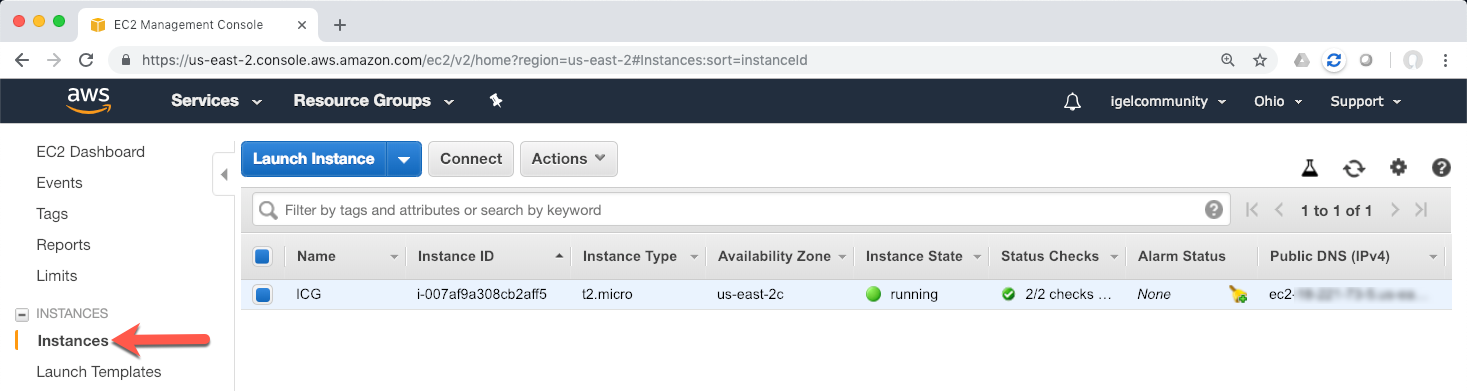 EC2 Management Console
https://us-east-2.console.aws.amazon.com/ec2/v2/home?region=us-east-2#Instances:sort=instanceId
aws Services Resource Groups igelcommunity Ohio Support
EC2 Dashboard
Events
Tags
Reports
Limits
INSTANCES
Instances
Launch Templates
Launch Instance Connect Actions
Filter by tags and attributes or search by keyword 1 to 1 of 1
Name Instance ID Instance Type Availability Zone Instance State Status Checks Alarm Status Public DNS (IPv4)
ICG i-007af9a308cb2aff5 t2.micro us-east-2c running 2/2 checks ... None ec2-